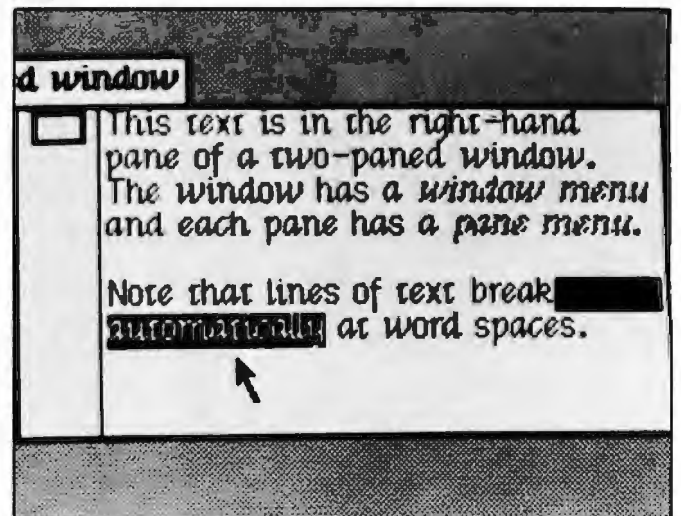 d window
This text is in the right-hand
pane of a two-paned window.
The window has a window menu
and each pane has a pane menu.
Note that lines of text break
automatically at word spaces.